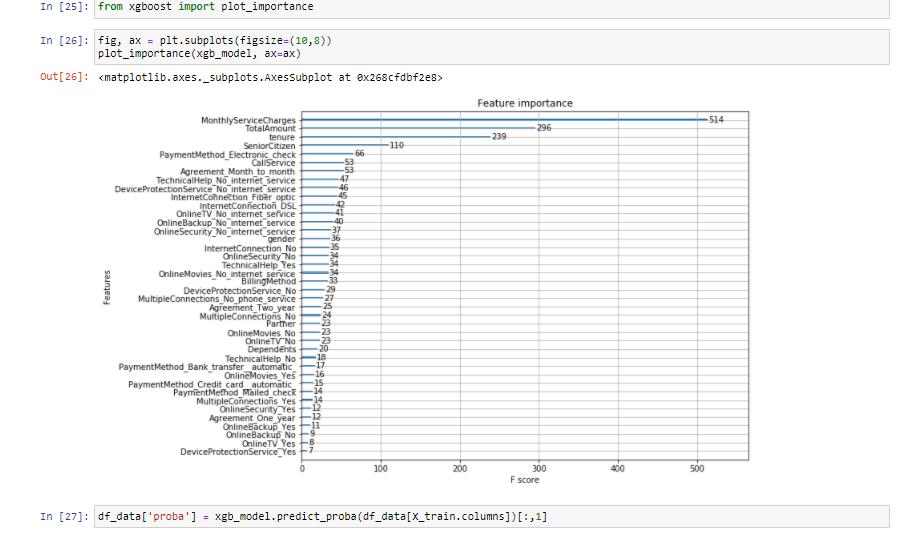 In [25]: from xgboost import plot_importance
In [26]: fig, ax = plt.subplots(figsize=(10,8))
plot_importance(xgb_model, ax=ax)
Out[26]: <matplotlib.axes._subplots.AxesSubplot at 0x268cfdbf2e8>
Feature importance
MonthlyServiceCharges 514
TotalAmount 296
tenure 239
SeniorCitizen 110
PaymentMethod_Electronic_check 66
CallService 53
Agreement_Month_to_month 53
TechnicalHelp_No_internet_service 47
DeviceProtectionService_No_internet_service 46
InternetConnection_Fiber_optic 45
InternetConnection_DSL 42
OnlineTV_No_internet_service 41
OnlineBackup_No_internet_service 40
OnlineSecurity_No_internet_service 37
gender 36
InternetConnection_No 35
OnlineSecurity_No 34
TechnicalHelp_Yes 34
OnlineMovies_No_internet_service 34
BillingMethod 33
DeviceProtectionService_No 29
MultipleConnections_No_phone_service 27
Agreement_Two_year 25
MultipleConnections_No 24
Partner 23
OnlineMovies_No 23
OnlineTV_No 23
Dependents 20
TechnicalHelp_No 18
PaymentMethod_Bank_transfer__automatic_ 17
OnlineMovies_Yes 16
PaymentMethod_Credit_card__automatic_ 15
PaymentMethod_Mailed_check 14
MultipleConnections_Yes 14
OnlineSecurity_Yes 12
Agreement_One_year 12
OnlineBackup_Yes 11
OnlineBackup_No 9
OnlineTV_Yes 8
DeviceProtectionService_Yes 7
Features
0 100 200 300 400 500
F score
In [27]: df_data['proba'] = xgb_model.predict_proba(df_data[X_train.columns])[:,1]